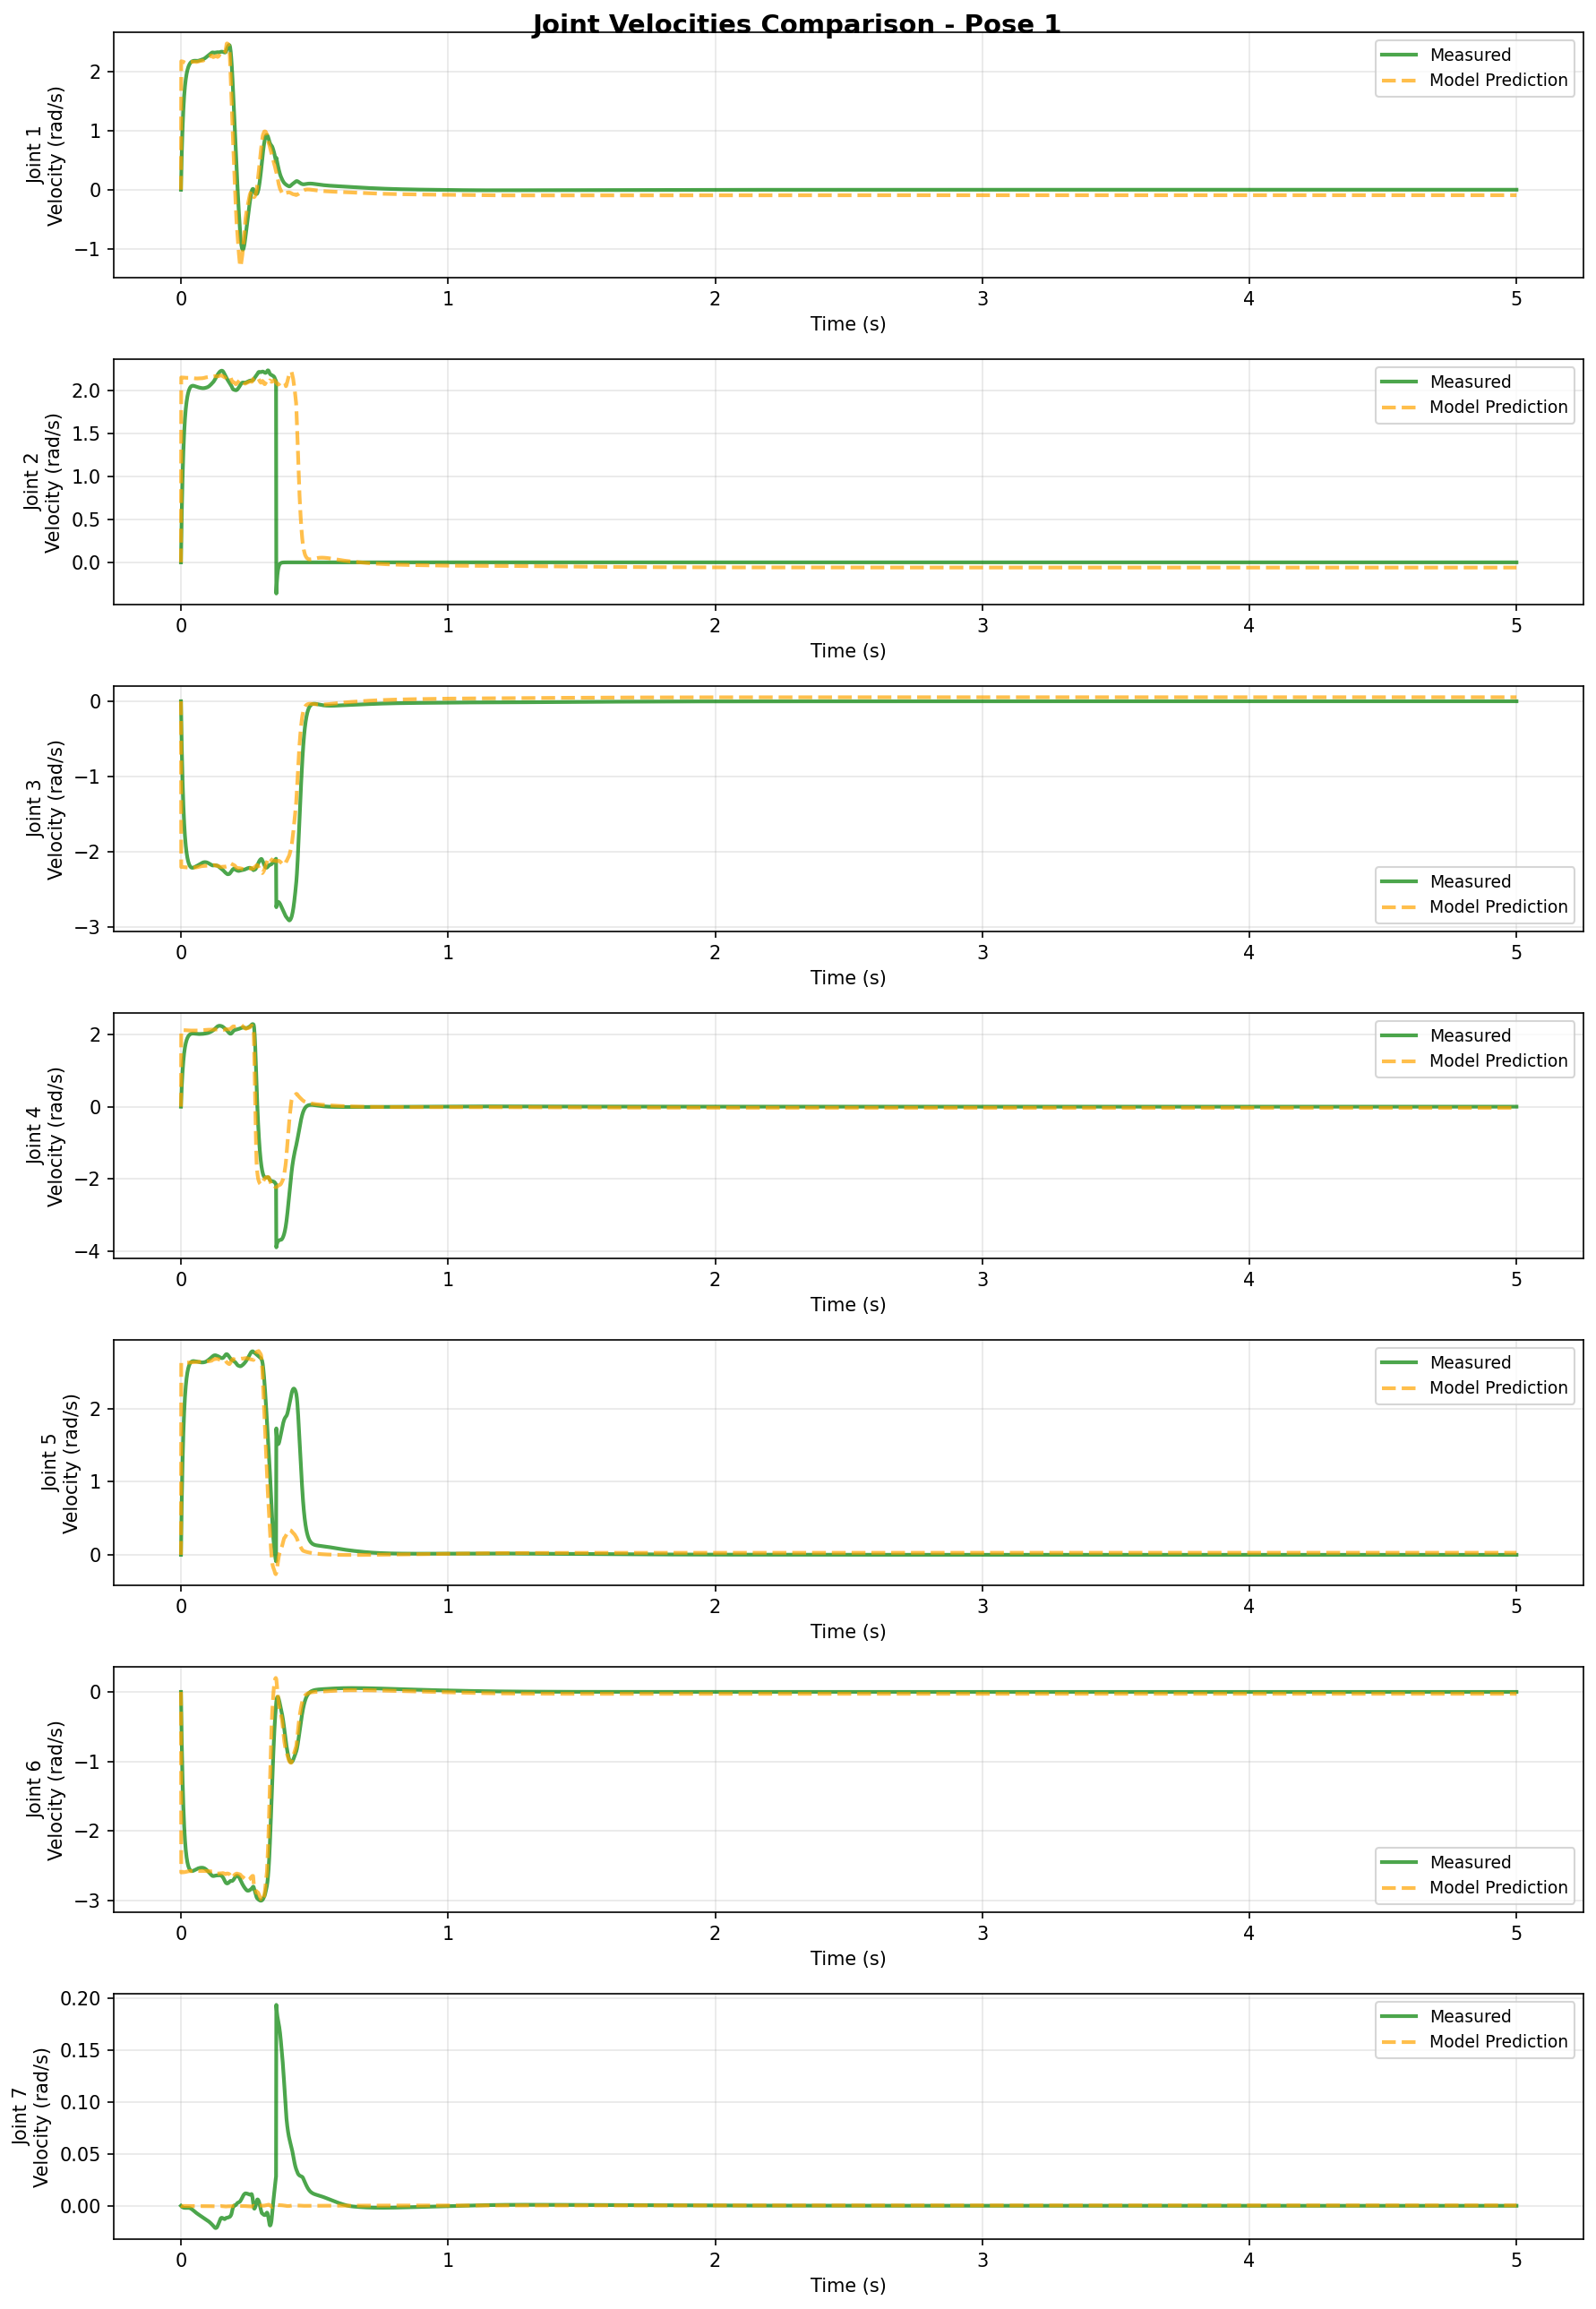 Joint Velocities Comparison - Pose 1
Joint 1
Velocity (rad/s)
2
1
0
−1
Measured
Model Prediction
0 1 2 3 4 5
Time (s)
Joint 2
Velocity (rad/s)
2.0
1.5
1.0
0.5
0.0
Measured
Model Prediction
0 1 2 3 4 5
Time (s)
Joint 3
Velocity (rad/s)
0
−1
−2
−3
Measured
Model Prediction
0 1 2 3 4 5
Time (s)
Joint 4
Velocity (rad/s)
2
0
−2
−4
Measured
Model Prediction
0 1 2 3 4 5
Time (s)
Joint 5
Velocity (rad/s)
2
1
0
Measured
Model Prediction
0 1 2 3 4 5
Time (s)
Joint 6
Velocity (rad/s)
0
−1
−2
−3
Measured
Model Prediction
0 1 2 3 4 5
Time (s)
Joint 7
Velocity (rad/s)
0.20
0.15
0.10
0.05
0.00
Measured
Model Prediction
0 1 2 3 4 5
Time (s)